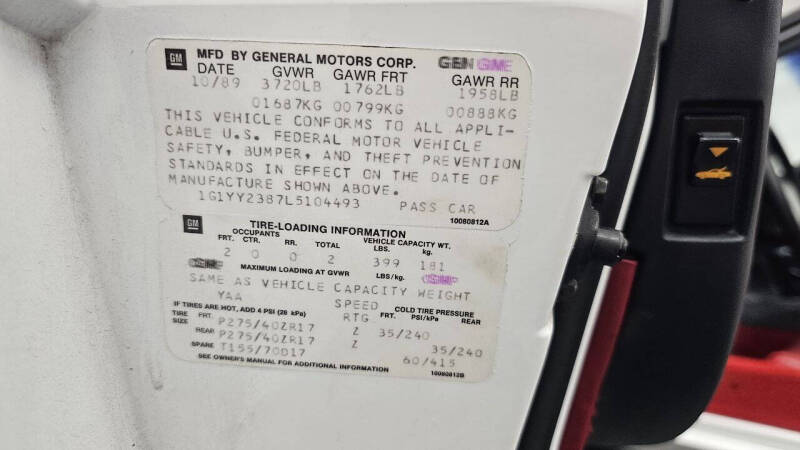 GM MFD BY GENERAL MOTORS CORP. GEN GME
DATE GVWR GAWR FRT GAWR RR
10/89 3720LB 1762LB 1958LB
01687KG 00799KG 00888KG
THIS VEHICLE CONFORMS TO ALL APPLI-
CABLE U.S. FEDERAL MOTOR VEHICLE
SAFETY, BUMPER, AND THEFT PREVENTION
STANDARDS IN EFFECT ON THE DATE OF
MANUFACTURE SHOWN ABOVE.
1G1YY2387L5104493 PASS CAR
10080812A
GM TIRE-LOADING INFORMATION
OCCUPANTS VEHICLE CAPACITY WT.
FRT. CTR. RR. TOTAL LBS. kg.
2 0 0 2 399 181
MAXIMUM LOADING AT GVWR LBS/kg.
SAME AS VEHICLE CAPACITY WEIGHT
YAA SPEED COLD TIRE PRESSURE
IF TIRES ARE HOT, ADD 4 PSI (28 kPa) RTG FRT. PSI/kPa REAR
TIRE SIZE FRT. P275/40ZR17 Z 35/240
REAR P275/40ZR17 Z 35/240
SPARE T155/70D17 60/415
SEE OWNER'S MANUAL FOR ADDITIONAL INFORMATION 10080812B